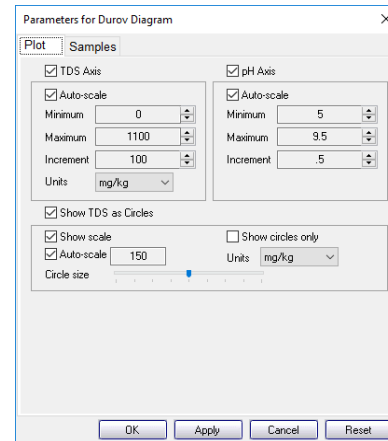 Parameters for Durov Diagram
Plot Samples
TDS Axis pH Axis
Auto-scale Auto-scale
Minimum 0 Minimum 5
Maximum 1100 Maximum 9.5
Increment 100 Increment .5
Units mg/kg
Show TDS as Circles
Show scale Show circles only
Auto-scale 150 Units mg/kg
Circle size
OK Apply Cancel Reset